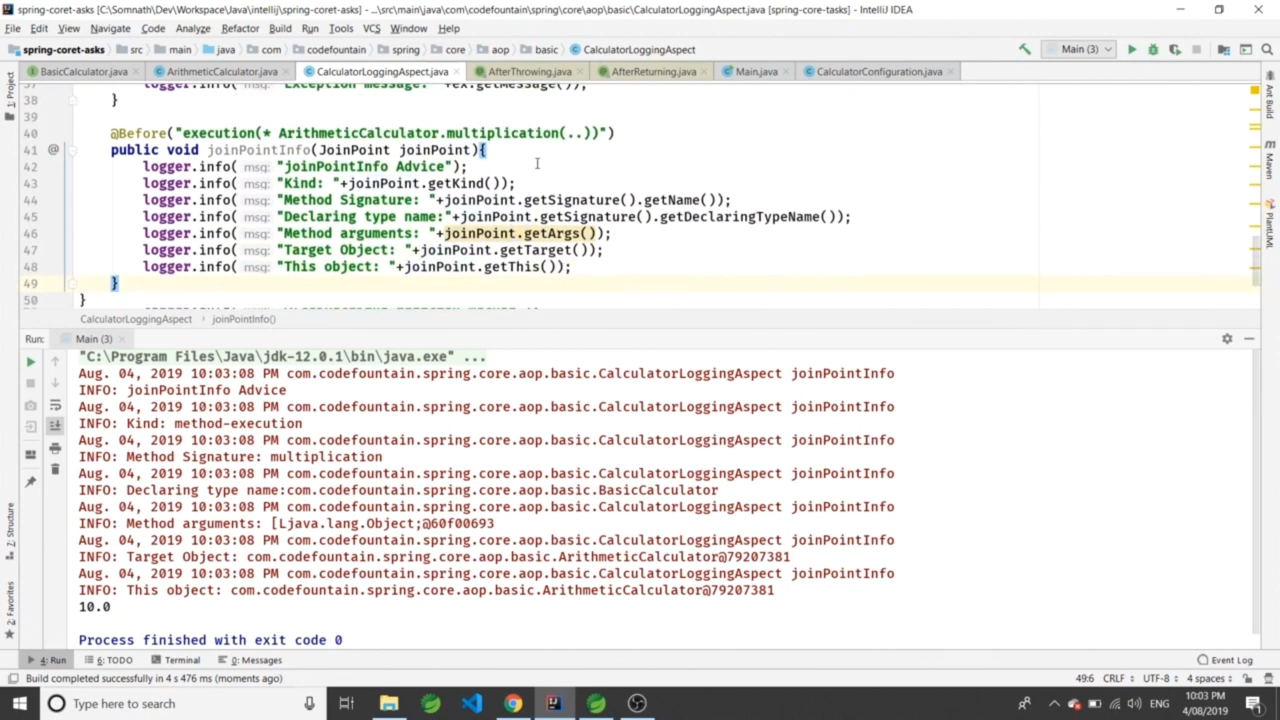 spring-coret-asks [C:\Somnath\Dev\Workspace\Java\intellij\spring-coret-asks] - ...\src\main\java\com\codefountain\spring\core\aop\basic\CalculatorLoggingAspect.java [spring-core-tasks] - IntelliJ IDEA
File Edit View Navigate Code Analyze Refactor Build Run Tools VCS Window Help
spring-coret-asks src main java com codefountain spring core aop basic CalculatorLoggingAspect Main (3)
BasicCalculator.java ArithmeticCalculator.java CalculatorLoggingAspect.java AfterThrowing.java AfterReturning.java Main.java CalculatorConfiguration.java
1: Project
Ant Build
Maven
PlantUML
37 logger.info( msg: "Exception message: "+ex.getMessage());
38 }
40 @Before("execution(* ArithmeticCalculator.multiplication(..))")
41 public void joinPointInfo(JoinPoint joinPoint){
42 logger.info( msg: "joinPointInfo Advice");
43 logger.info( msg: "Kind: "+joinPoint.getKind());
44 logger.info( msg: "Method Signature: "+joinPoint.getSignature().getName());
45 logger.info( msg: "Declaring type name:"+joinPoint.getSignature().getDeclaringTypeName());
46 logger.info( msg: "Method arguments: "+joinPoint.getArgs());
47 logger.info( msg: "Target Object: "+joinPoint.getTarget());
48 logger.info( msg: "This object: "+joinPoint.getThis());
49 }
50 }
CalculatorLoggingAspect › joinPointInfo()
Run: Main (3)
"C:\Program Files\Java\jdk-12.0.1\bin\java.exe" ...
Aug. 04, 2019 10:03:08 PM com.codefountain.spring.core.aop.basic.CalculatorLoggingAspect joinPointInfo
INFO: joinPointInfo Advice
Aug. 04, 2019 10:03:08 PM com.codefountain.spring.core.aop.basic.CalculatorLoggingAspect joinPointInfo
INFO: Kind: method-execution
Aug. 04, 2019 10:03:08 PM com.codefountain.spring.core.aop.basic.CalculatorLoggingAspect joinPointInfo
INFO: Method Signature: multiplication
Aug. 04, 2019 10:03:08 PM com.codefountain.spring.core.aop.basic.CalculatorLoggingAspect joinPointInfo
INFO: Declaring type name:com.codefountain.spring.core.aop.basic.BasicCalculator
Aug. 04, 2019 10:03:08 PM com.codefountain.spring.core.aop.basic.CalculatorLoggingAspect joinPointInfo
INFO: Method arguments: [Ljava.lang.Object;@60f00693
Aug. 04, 2019 10:03:08 PM com.codefountain.spring.core.aop.basic.CalculatorLoggingAspect joinPointInfo
INFO: Target Object: com.codefountain.spring.core.aop.basic.ArithmeticCalculator@79207381
Aug. 04, 2019 10:03:08 PM com.codefountain.spring.core.aop.basic.CalculatorLoggingAspect joinPointInfo
INFO: This object: com.codefountain.spring.core.aop.basic.ArithmeticCalculator@79207381
10.0
Process finished with exit code 0
Z: Structure
2: Favorites
4: Run 6: TODO Terminal 0: Messages Event Log
Build completed successfully in 4 s 476 ms (moments ago) 49:6 CRLF UTF-8 4 spaces
Type here to search ENG 10:03 PM
4/08/2019